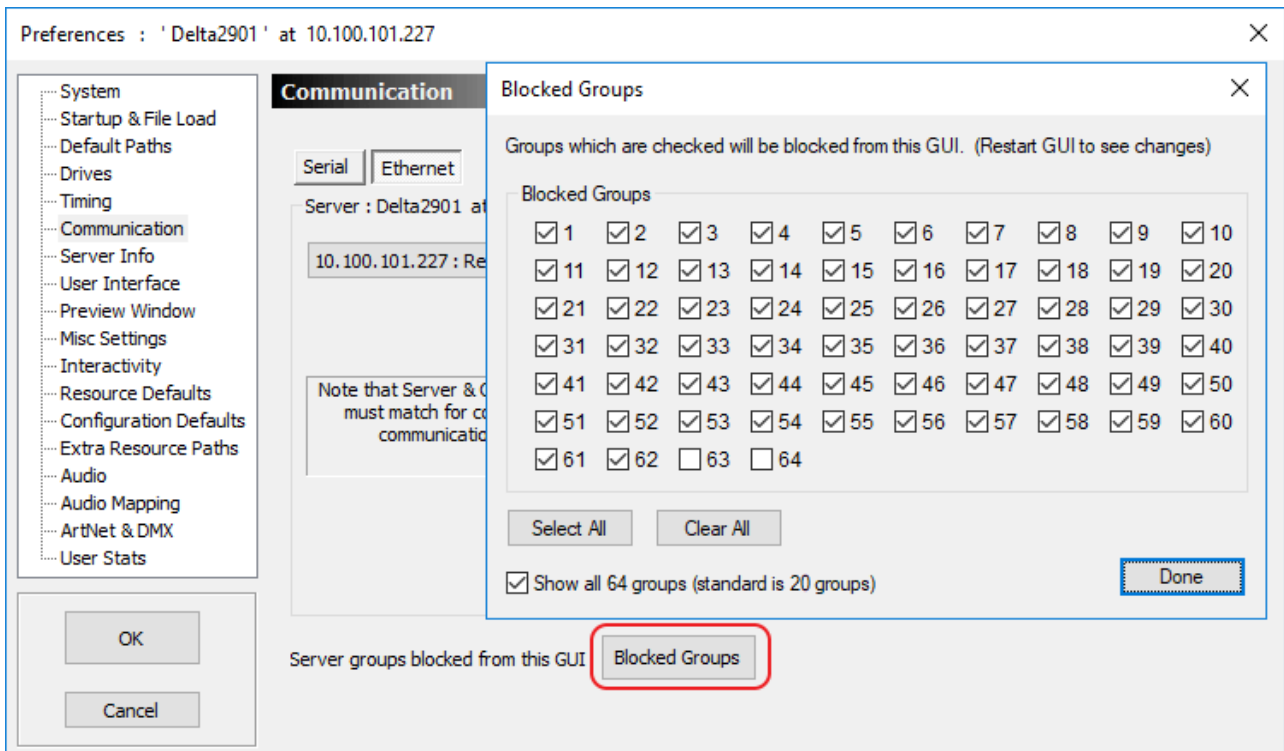 Preferences : 'Delta2901' at 10.100.101.227
System
Startup & File Load
Default Paths
Drives
Timing
Communication
Server Info
User Interface
Preview Window
Misc Settings
Interactivity
Resource Defaults
Configuration Defaults
Extra Resource Paths
Audio
Audio Mapping
ArtNet & DMX
User Stats
OK
Cancel
Communication
Serial Ethernet
Server : Delta2901 at
10.100.101.227 : Re
Note that Server &
must match for
communicatio
Server groups blocked from this GUI Blocked Groups
Blocked Groups
Groups which are checked will be blocked from this GUI. (Restart GUI to see changes)
Blocked Groups
1 2 3 4 5 6 7 8 9 10
11 12 13 14 15 16 17 18 19 20
21 22 23 24 25 26 27 28 29 30
31 32 33 34 35 36 37 38 39 40
41 42 43 44 45 46 47 48 49 50
51 52 53 54 55 56 57 58 59 60
61 62 63 64
Select All Clear All
Show all 64 groups (standard is 20 groups)
Done